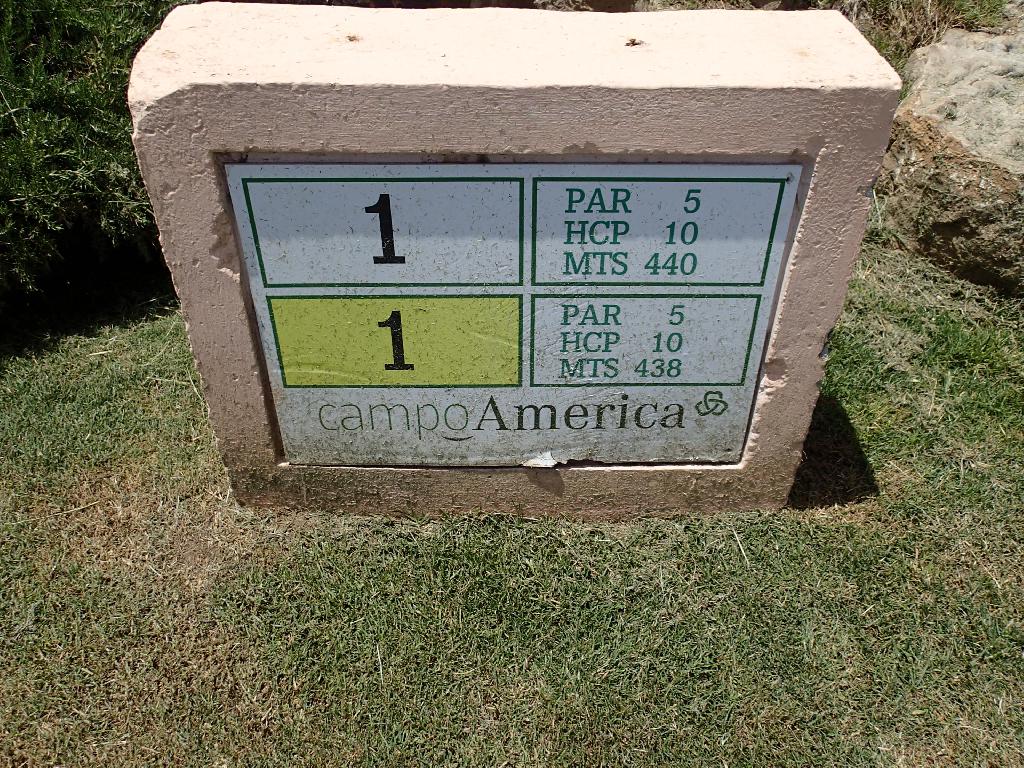 1
PAR 5
HCP 10
MTS 440
1
PAR 5
HCP 10
MTS 438
campoAmerica